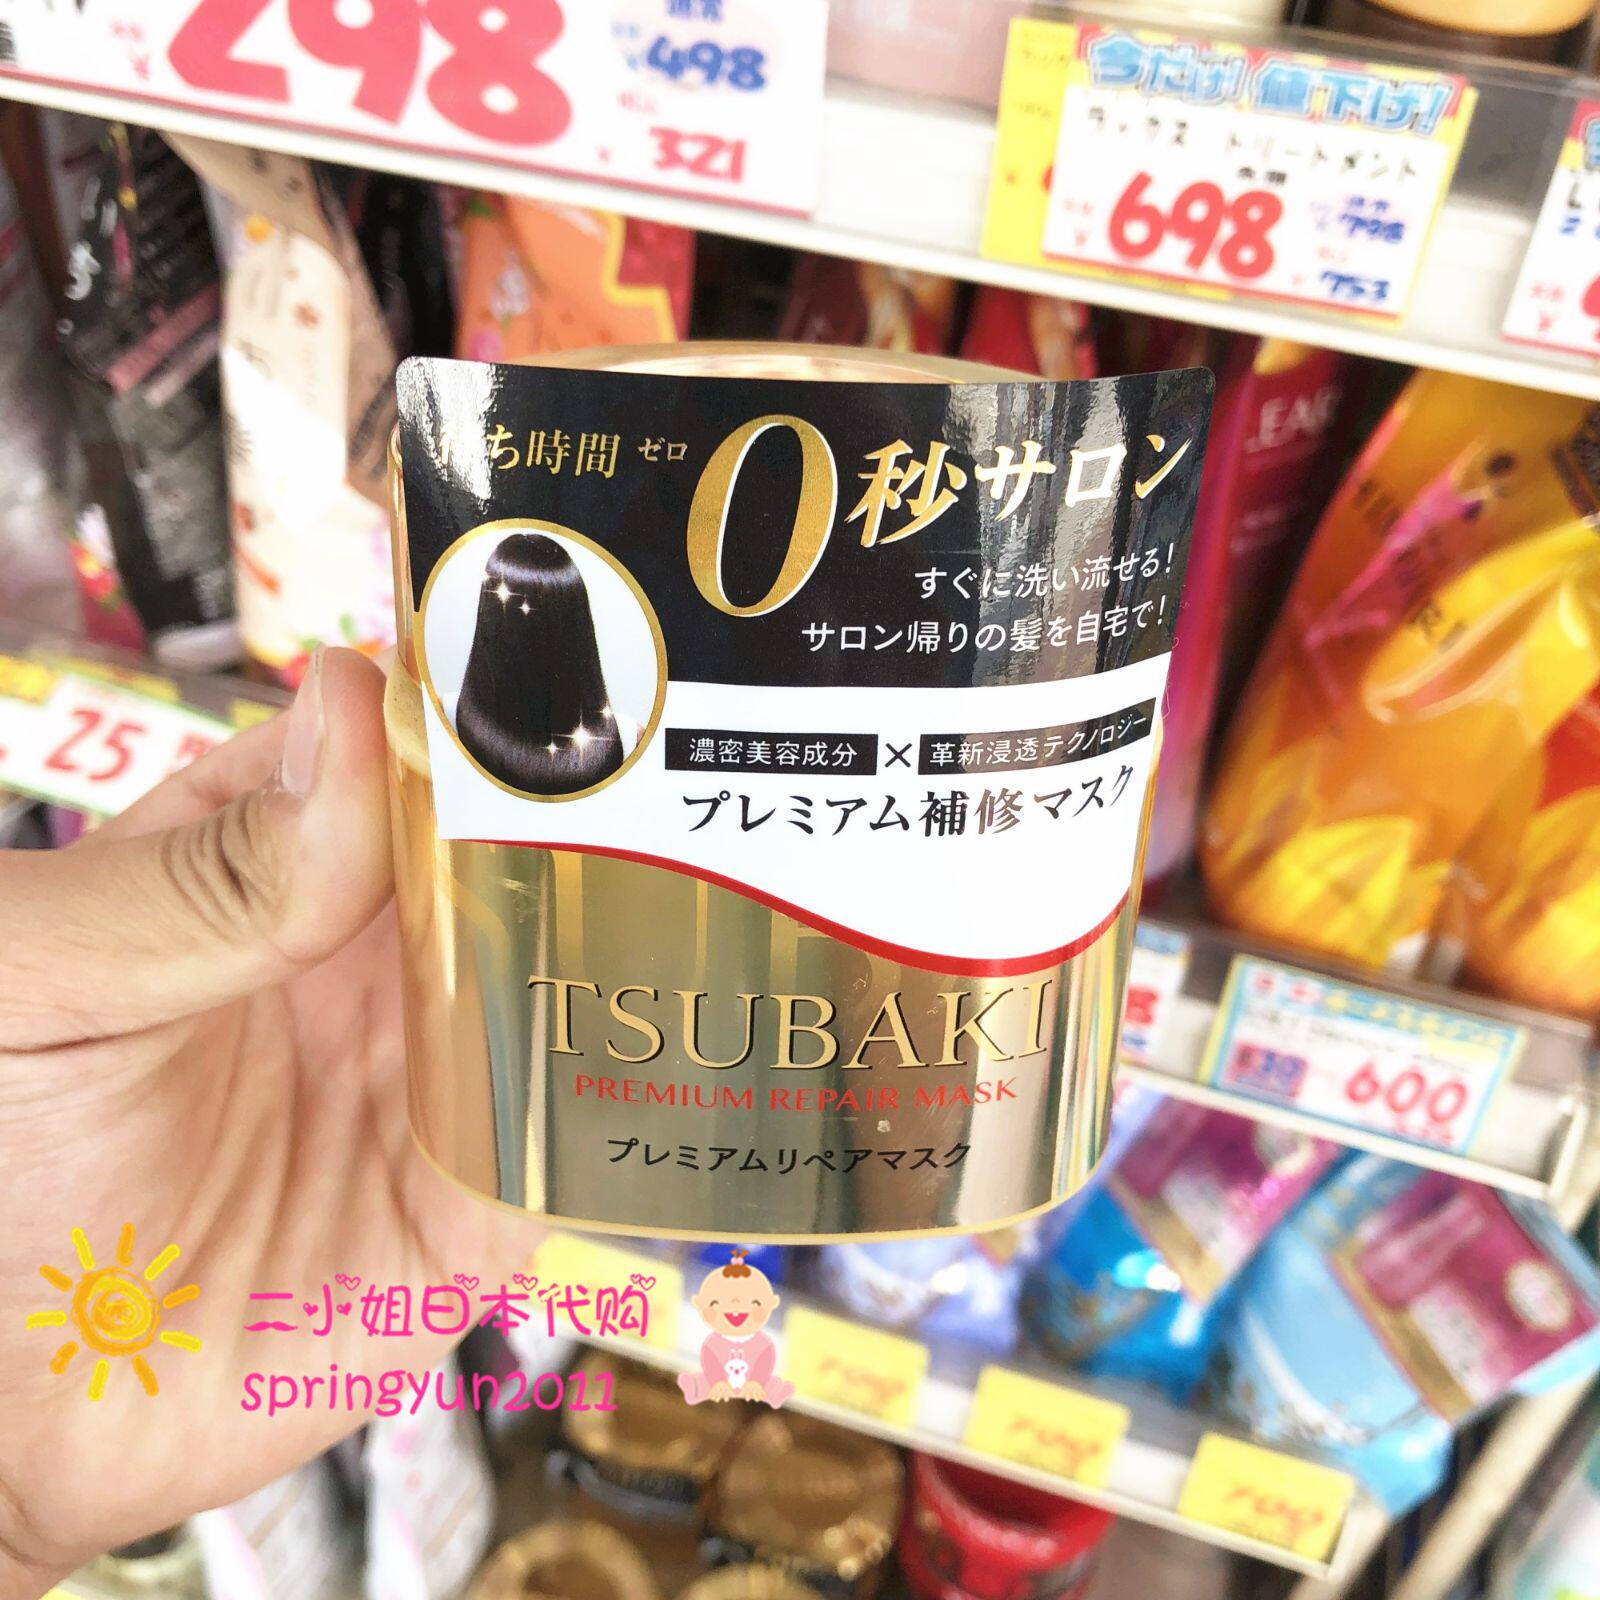 298
498
321
今だけ！値下げ！
ラックス トリートメント
698
798
753
待ち時間 ゼロ 0秒サロン
すぐに洗い流せる！
サロン帰りの髪を自宅で！
濃密美容成分×革新浸透テクノロジー
プレミアム補修マスク
25
TSUBAKI
PREMIUM REPAIR MASK
プレミアムリペアマスク
600
二小姐日本代购
springyun2011